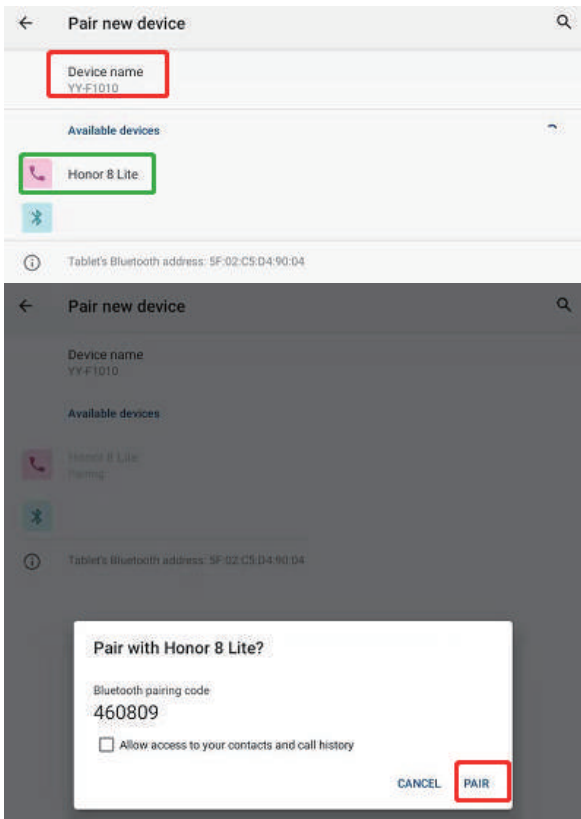 Pair new device
Device name
YY-F1010
Available devices
Honor 8 Lite
Tablet's Bluetooth address: 5F:02:C5:D4:90:04
Pair new device
Device name
YY-F1010
Available devices
Honor 8 Lite
Pairing
Tablet's Bluetooth address: 5F:02:C5:D4:90:04
Pair with Honor 8 Lite?
Bluetooth pairing code
460809
Allow access to your contacts and call history
CANCEL PAIR